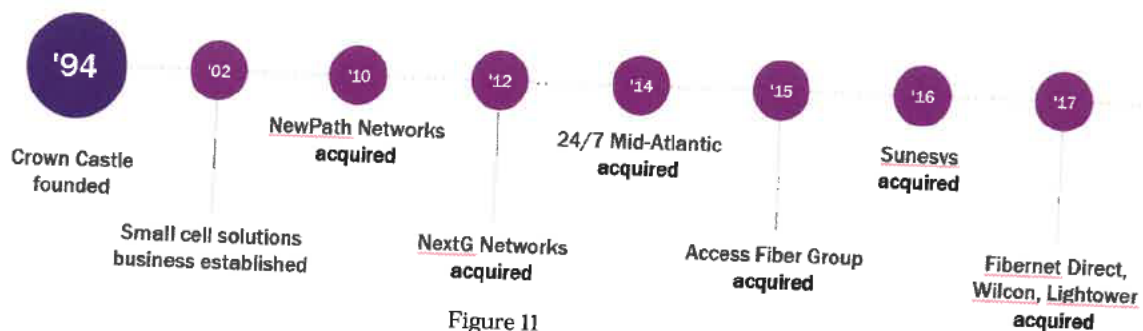 '94
'02
'10
'12
'14
'15
'16
'17
Crown Castle
founded
Small cell solutions
business established
NewPath Networks
acquired
NextG Networks
acquired
24/7 Mid-Atlantic
acquired
Access Fiber Group
acquired
Sunesys
acquired
Fibernet Direct,
Wilcon, Lightower
acquired
Figure 11